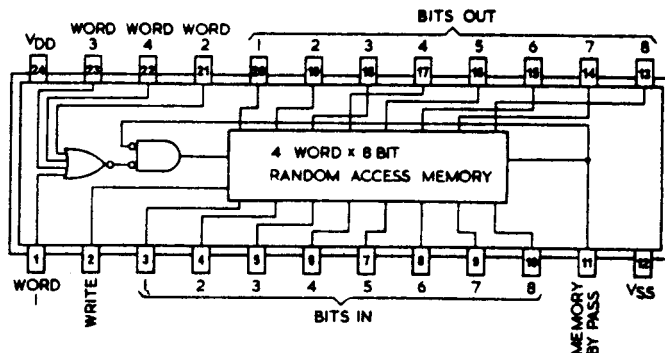 BITS OUT
WORD WORD WORD
VDD 3 4 2 1 2 3 4 5 6 7 8
24 23 22 21 20 19 18 17 16 15 14 13
4 WORD x 8 BIT
RANDOM ACCESS MEMORY
1 2 3 4 5 6 7 8 9 10 11 12
WORD 1 WRITE 1 2 3 4 5 6 7 8 MEMORY BY PASS VSS
BITS IN